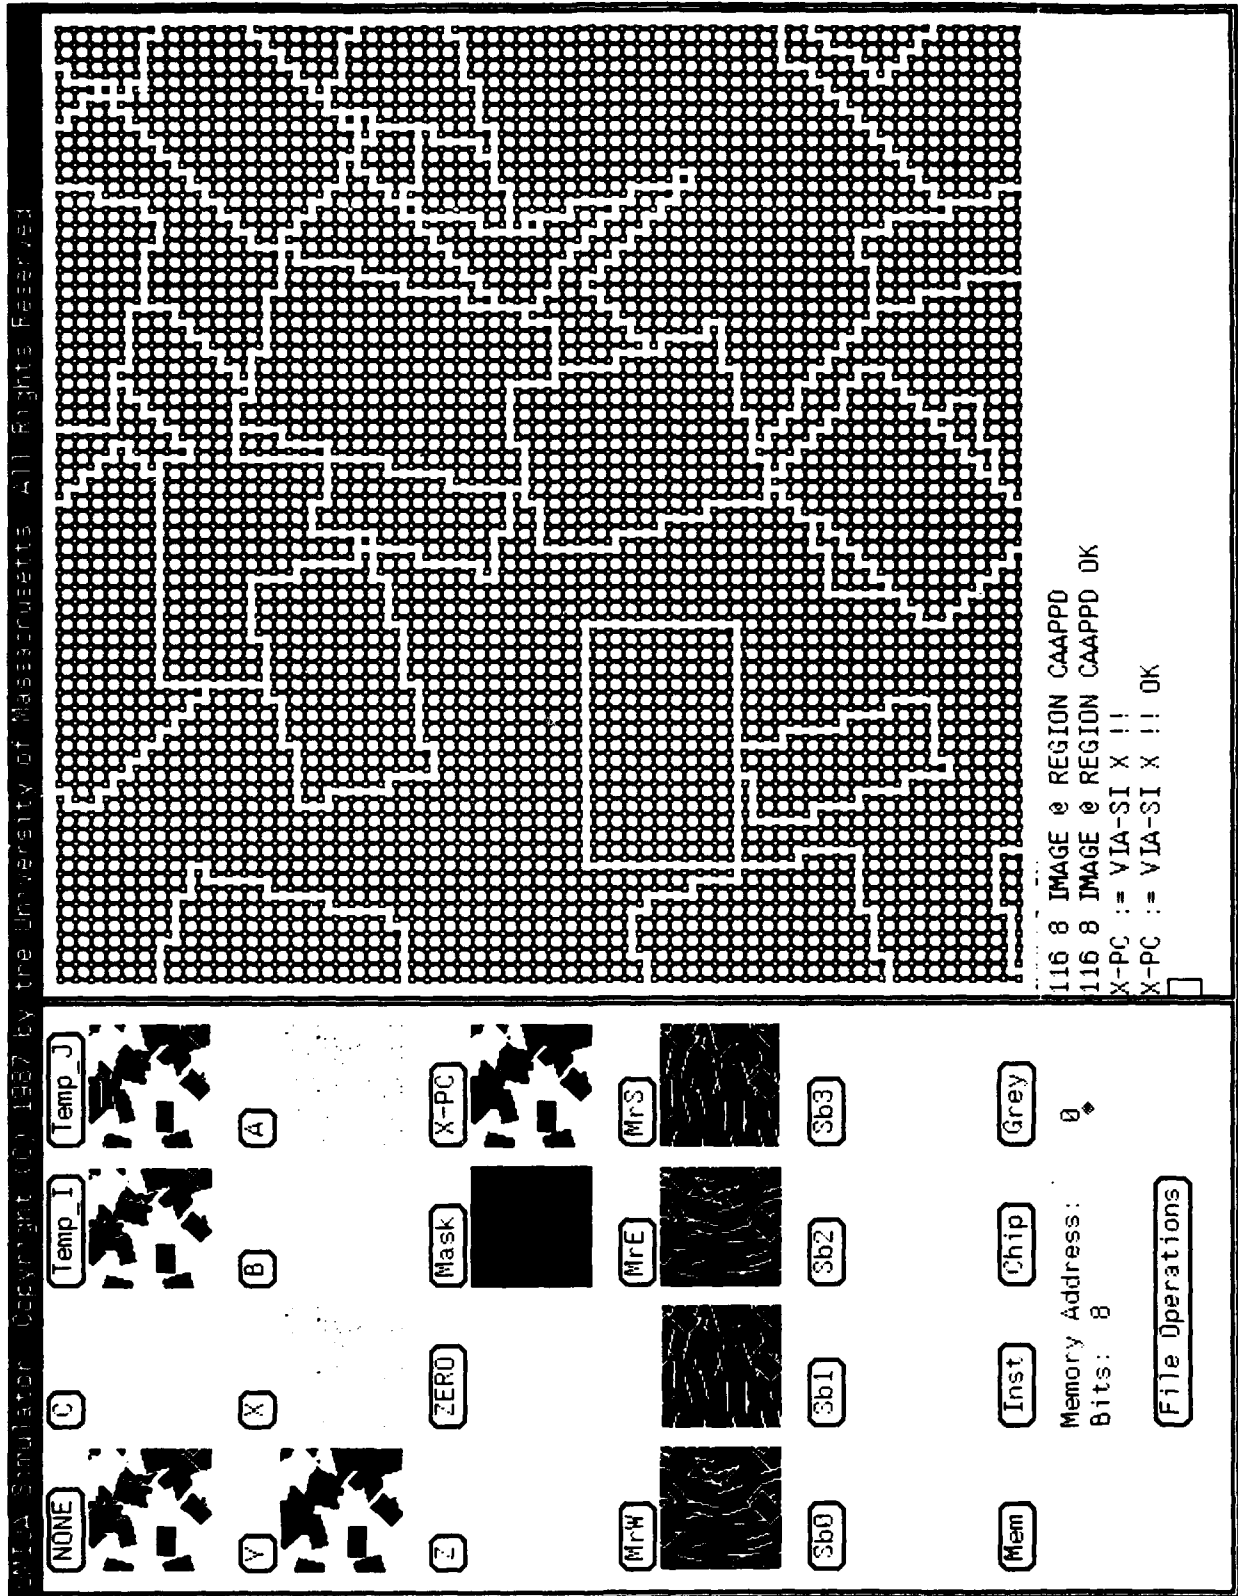 Simulator Copyright (C) 1987 by the University of Massachusetts All Rights Reserved
NONE C Temp_I Temp_J
Y X B A
Z ZERO Mask X-PC
MrW MrE MrS
Sb0 Sb1 Sb2 Sb3
Mem Inst Chip Grey
Memory Address: 0
Bits: 8
File Operations
116 8 IMAGE @ REGION CAAPPD
116 8 IMAGE @ REGION CAAPPD OK
X-PC := VIA-SI X !!
X-PC := VIA-SI X !! OK